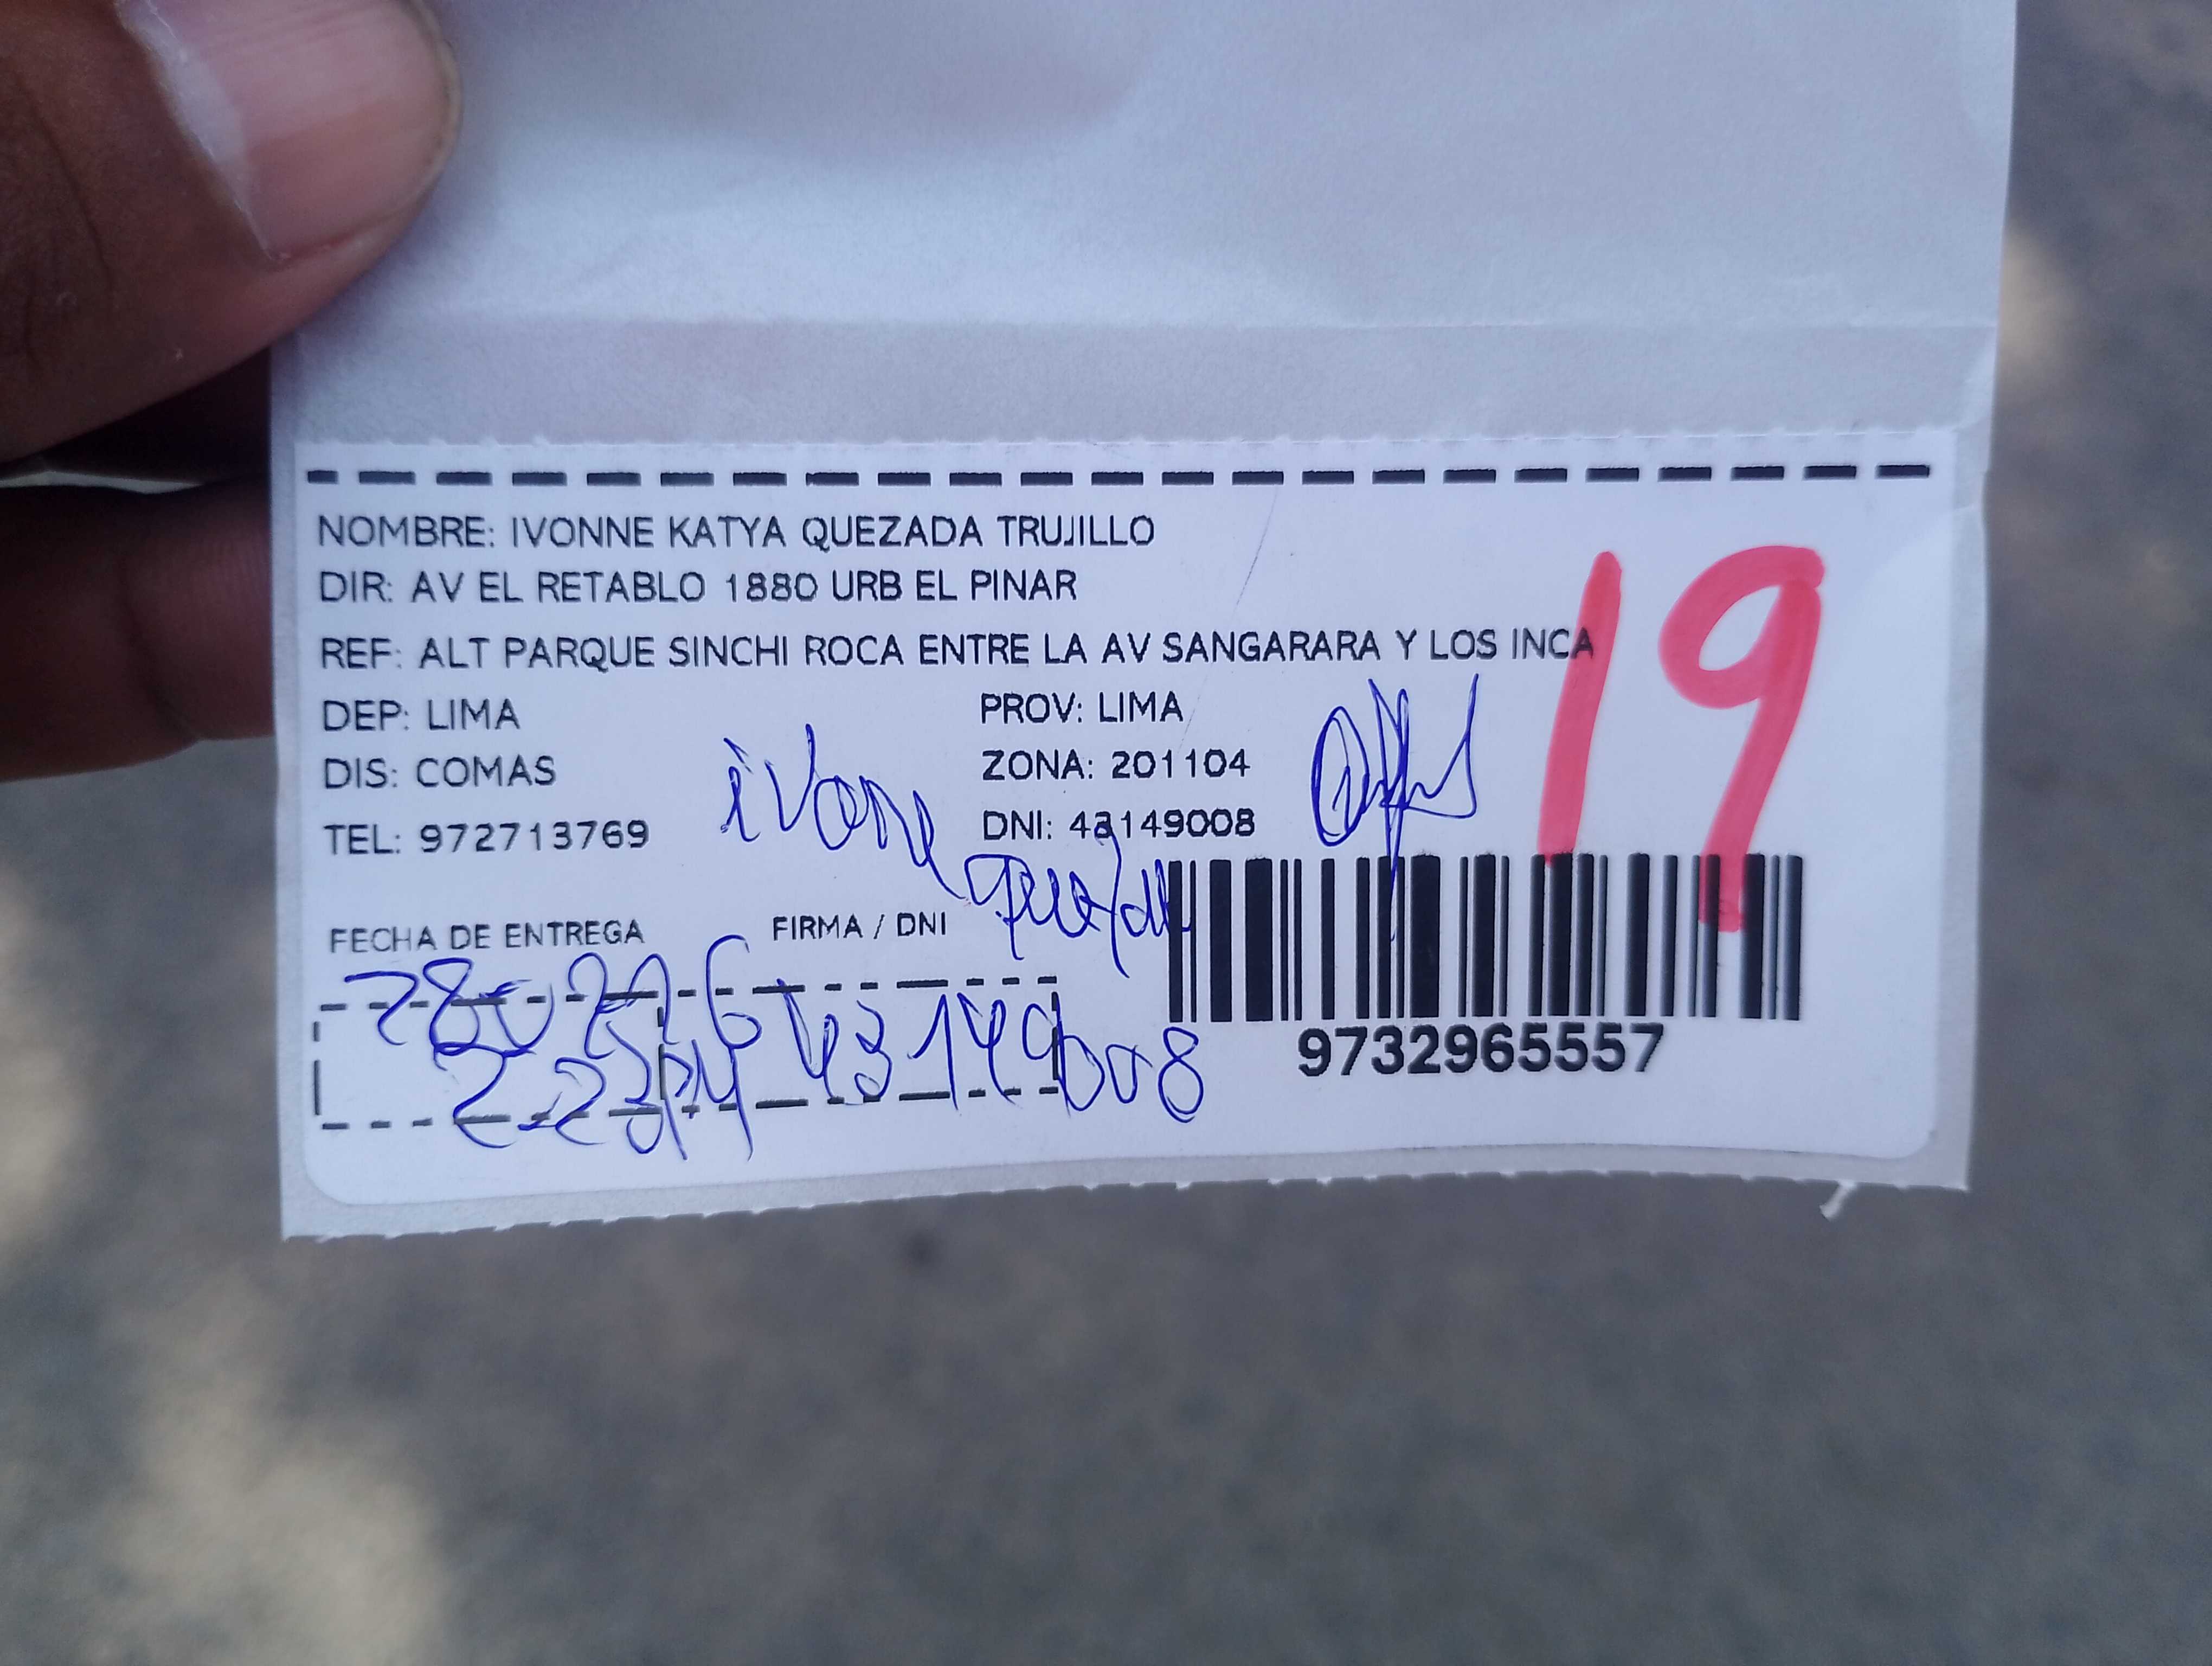 NOMBRE: IVONNE KATYA QUEZADA TRUJILLO
DIR: AV EL RETABLO 1880 URB EL PINAR
REF: ALT PARQUE SINCHI ROCA ENTRE LA AV SANGARARA Y LOS INCA
19
DEP: LIMA PROV: LIMA
DIS: COMAS ZONA: 201104
TEL: 972713769 DNI: 43149008
ivone
FECHA DE ENTREGA FIRMA / DNI
43149008
9732965557